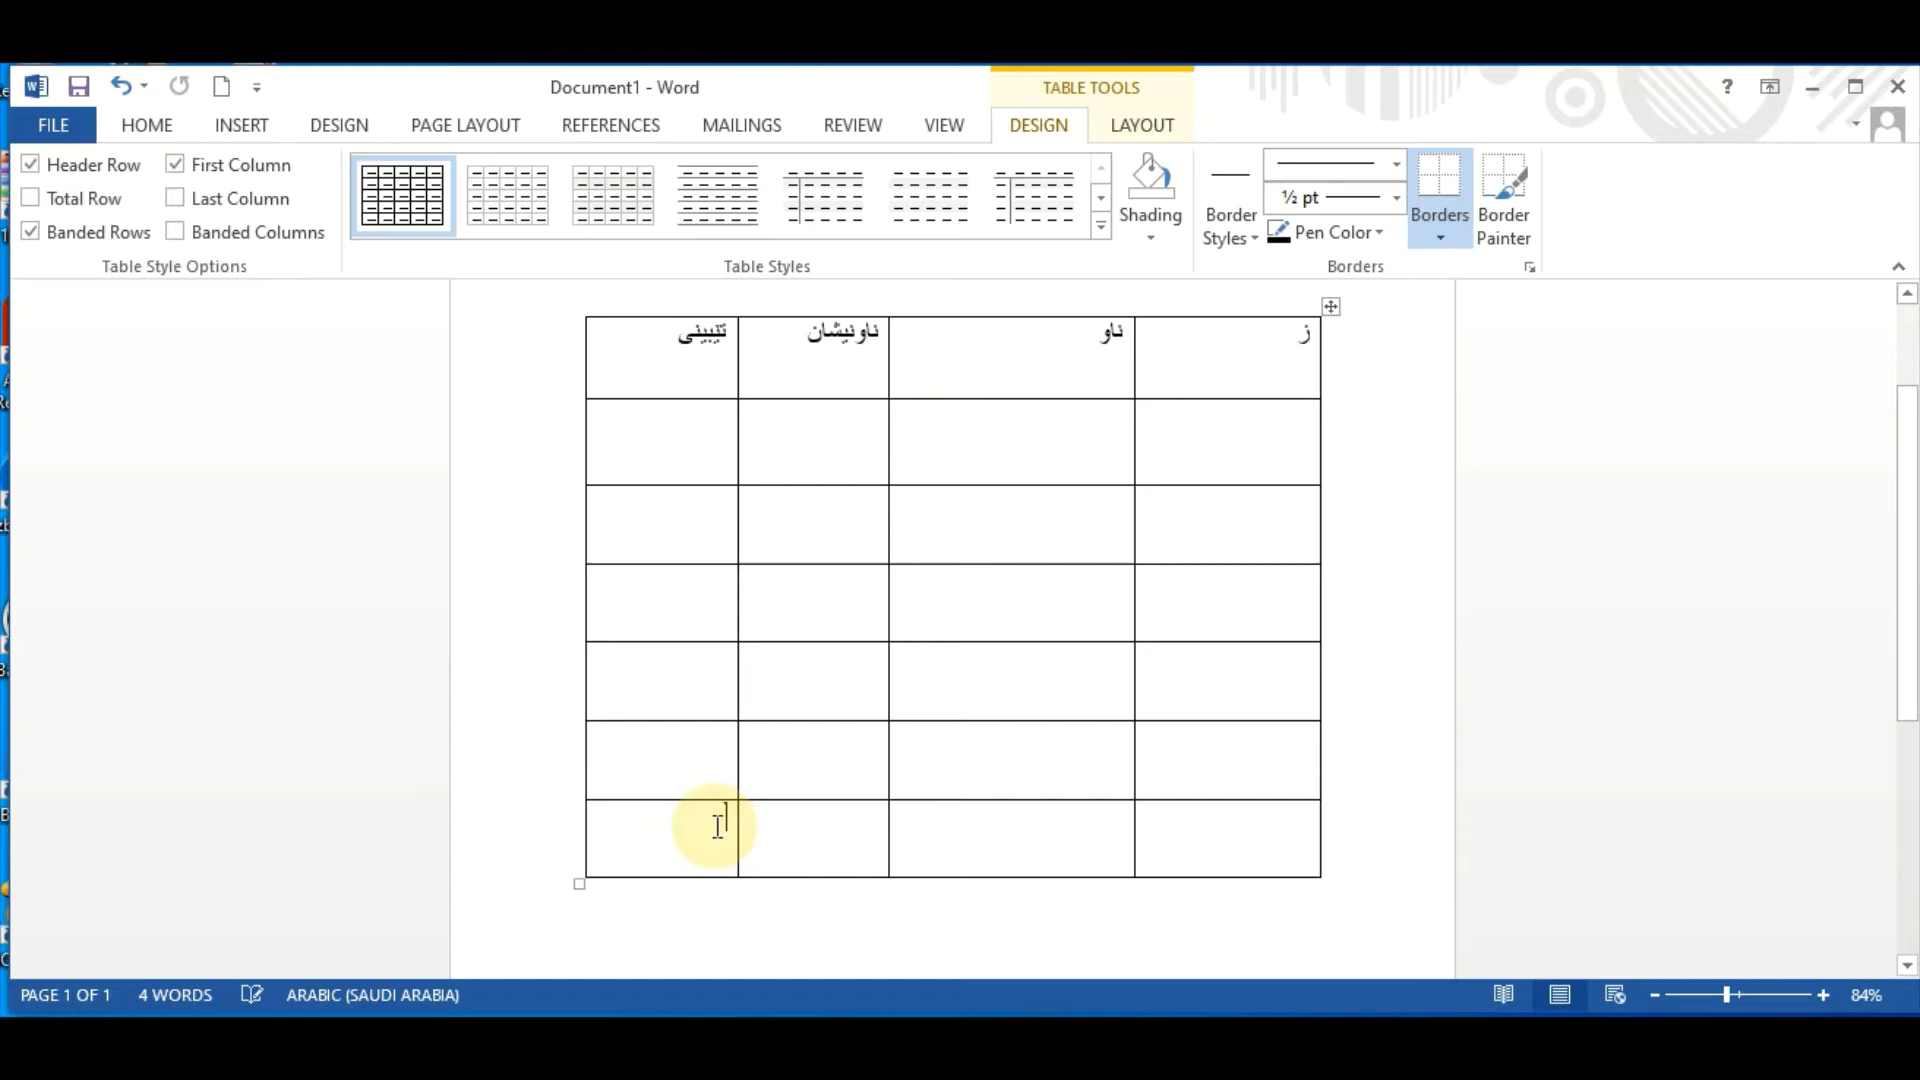 Document1 - Word
TABLE TOOLS
?
FILE
HOME
INSERT
DESIGN
PAGE LAYOUT
REFERENCES
MAILINGS
REVIEW
VIEW
DESIGN
LAYOUT
Header Row
First Column
Total Row
Last Column
Banded Rows
Banded Columns
Table Style Options
Table Styles
Shading
Border Styles
½ pt
Pen Color
Borders
Border Painter
Borders
ز
ناو
ناونیشان
تێبینی
PAGE 1 OF 1
4 WORDS
ARABIC (SAUDI ARABIA)
84%